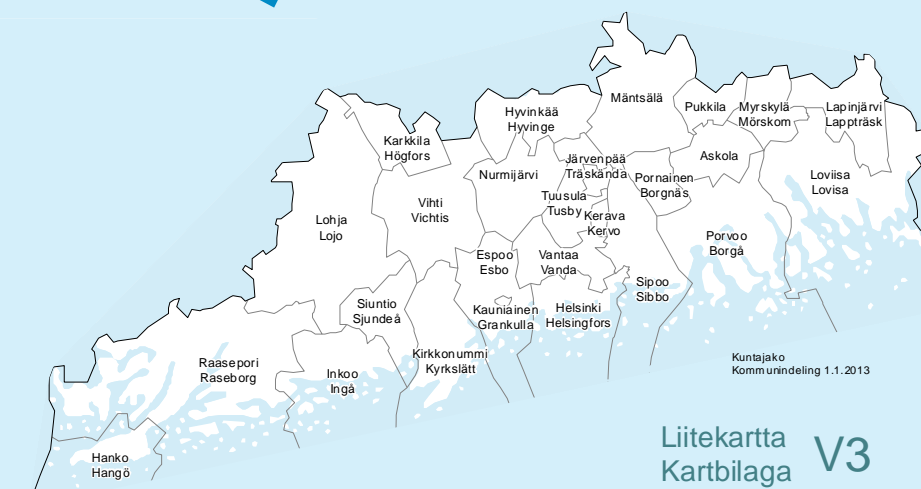 Mäntsälä
Hyvinkää
Hyvinge
Pukkila
Myrskylä
Mörskom
Lapinjärvi
Lappträsk
Karkkila
Högfors
Järvenpää
Träskända
Askola
Nurmijärvi
Pornainen
Borgnäs
Loviisa
Lovisa
Vihti
Vichtis
Tuusula
Tusby
Kerava
Kervo
Lohja
Lojo
Porvoo
Borgå
Espoo
Esbo
Vantaa
Vanda
Sipoo
Sibbo
Siuntio
Sjundeå
Kauniainen
Grankulla
Helsinki
Helsingfors
Kirkkonummi
Kyrkslätt
Raasepori
Raseborg
Inkoo
Ingå
Kuntajako
Kommunindeling 1.1.2013
Hanko
Hangö
Liitekartta
Kartbilaga
V3